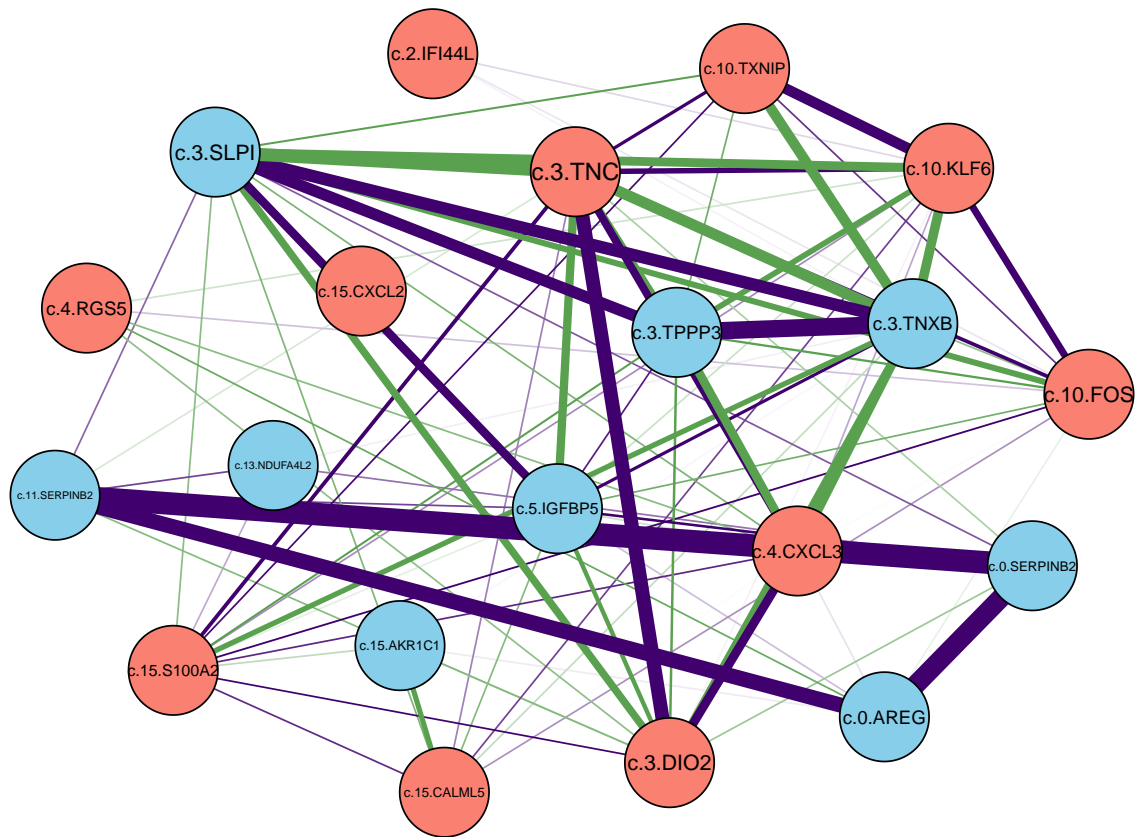 c.2.IFI44L
c.10.TXNIP
c.3.SLPI
c.3.TNC
c.10.KLF6
c.15.CXCL2
c.4.RGS5
c.3.TPPP3
c.3.TNXB
c.10.FOS
c.13.NDUFA4L2
c.11.SERPINB2
c.5.IGFBP5
c.4.CXCL3
c.0.SERPINB2
c.15.AKR1C1
c.15.S100A2
c.0.AREG
c.3.DIO2
c.15.CALML5